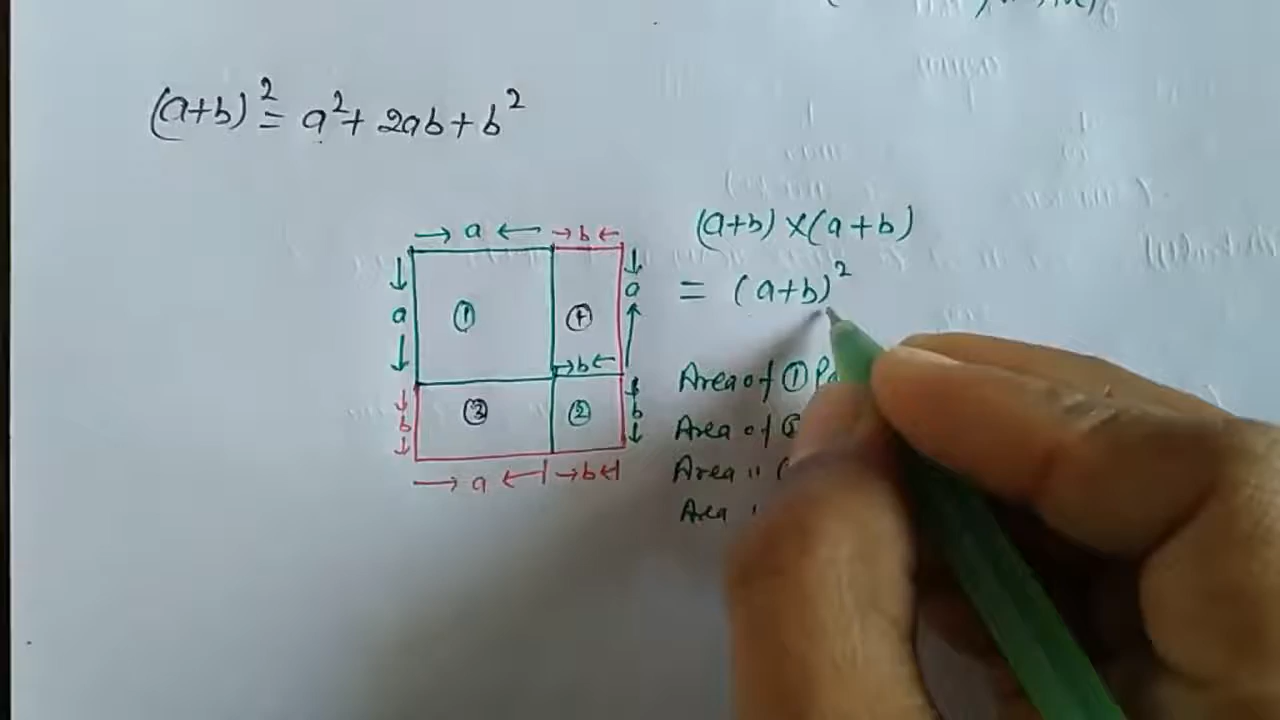 (a+b)² = a²+ 2ab+b²
→ a ← → b ←
(a+b) ×(a+b)
↓ a ↓
① ④
↓ a ↑
= (a+b)²
→ b ←
Area of ①
↓ b ↓
③ ②
b ↓
Area of
Area "
→ a ← → b ←
Area "